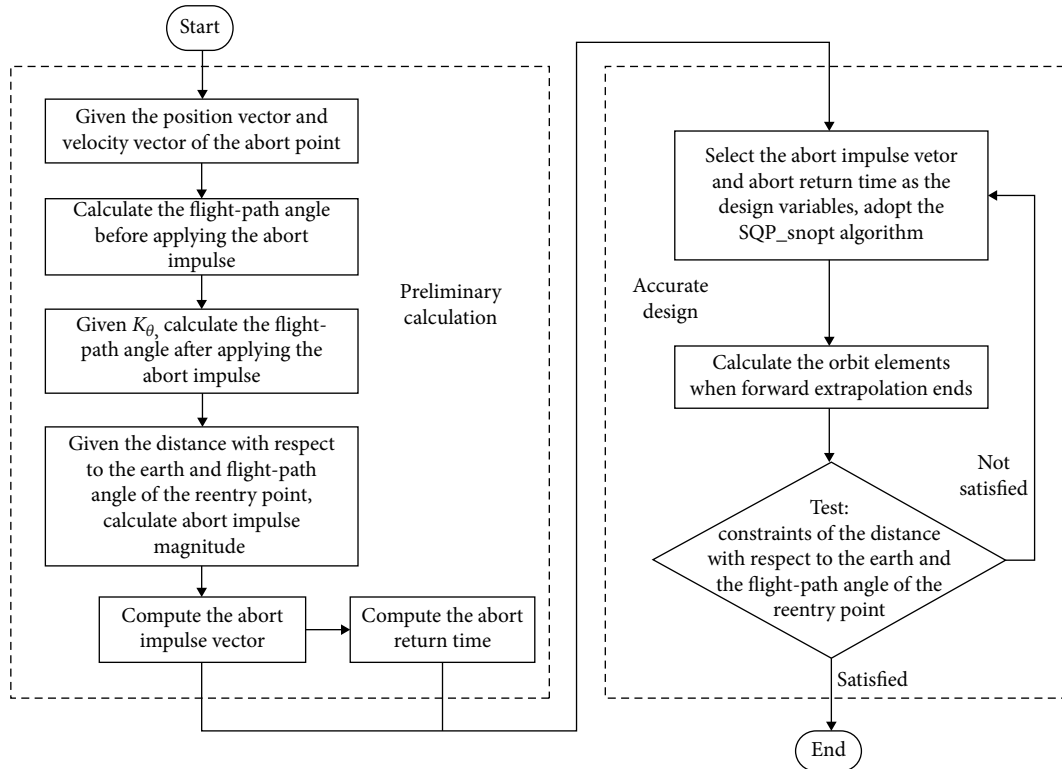 Start
Given the position vector and
velocity vector of the abort point
Calculate the flight-path angle
before applying the abort
impulse
Given K_θ, calculate the flight-
path angle after applying the
abort impulse
Given the distance with respect
to the earth and flight-path
angle of the reentry point,
calculate abort impulse
magnitude
Compute the abort
impulse vector
Compute the abort
return time
Preliminary
calculation
Select the abort impulse vetor
and abort return time as the
design variables, adopt the
SQP_snopt algorithm
Accurate
design
Calculate the orbit elements
when forward extrapolation ends
Not
satisfied
Test:
constraints of the distance
with respect to the earth and
the flight-path angle of the
reentry point
Satisfied
End